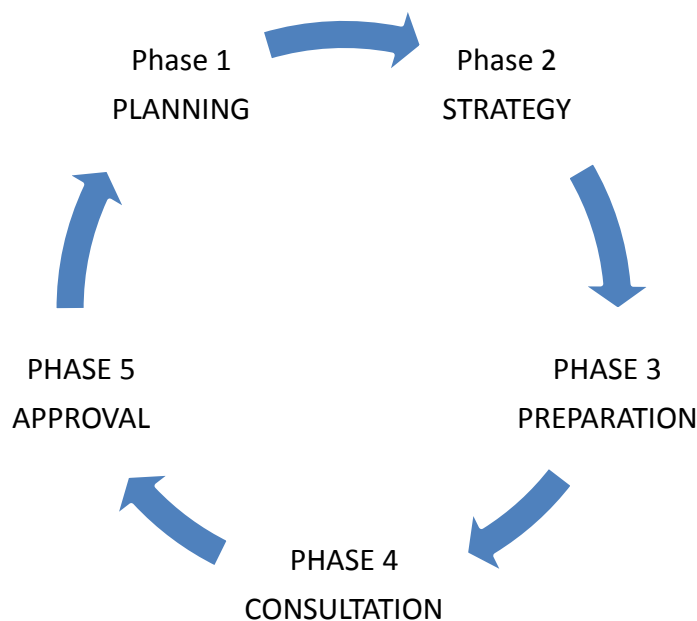 Phase 1
PLANNING
Phase 2
STRATEGY
PHASE 3
PREPARATION
PHASE 4
CONSULTATION
PHASE 5
APPROVAL